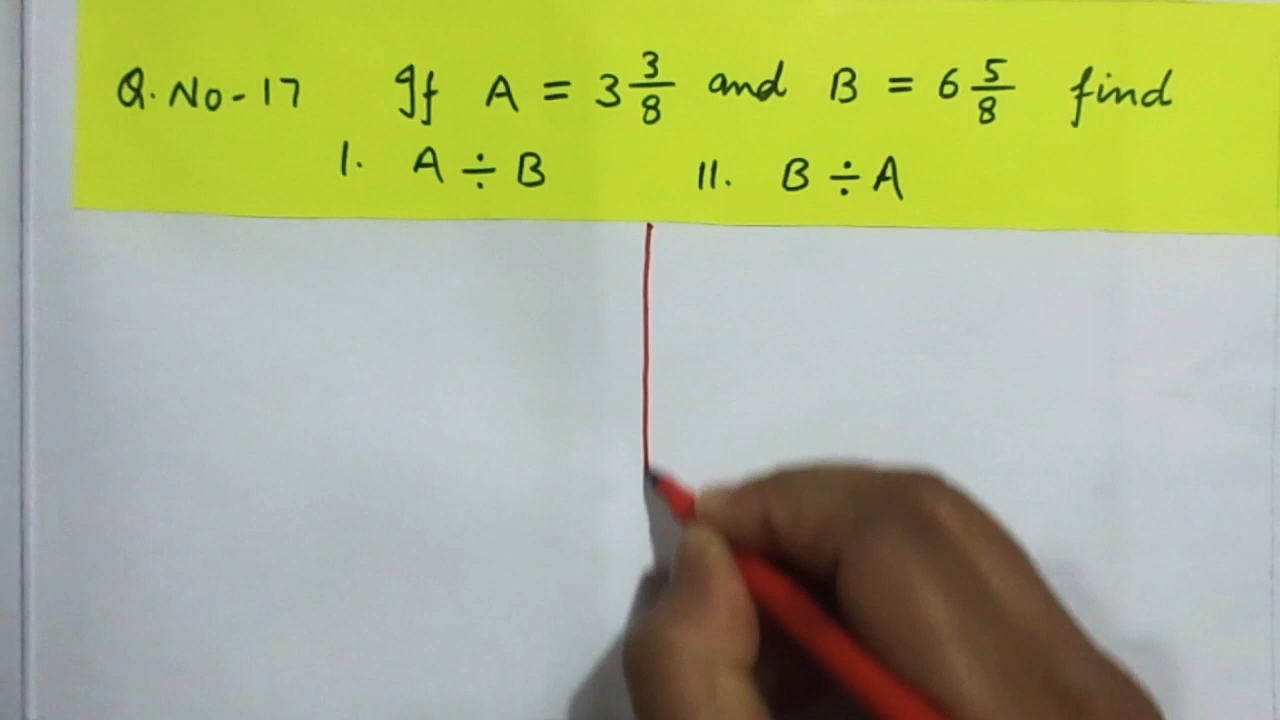 Q. No-17 If A = 3 3/8 and B = 6 5/8 find
I. A ÷ B II. B ÷ A